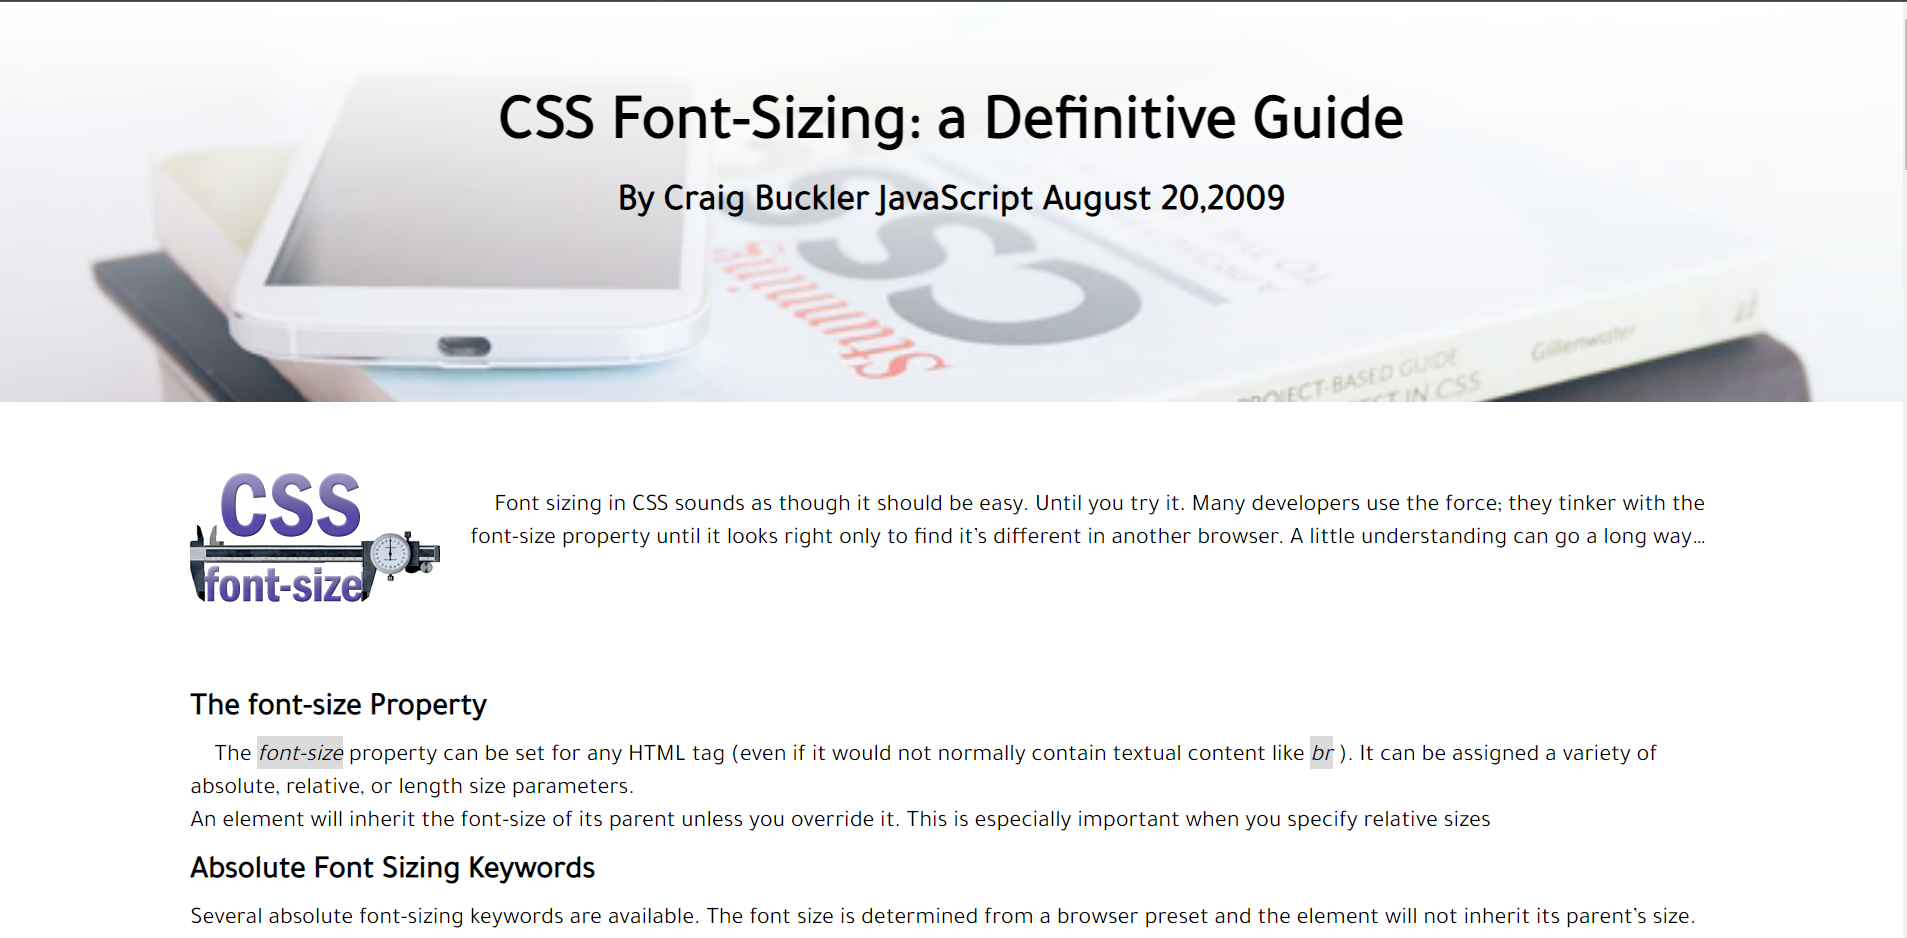 CSS Font-Sizing: a Definitive Guide
By Craig Buckler JavaScript August 20,2009
CSS
Stunning
Gillenwater
PROJECT-BASED GUIDE
IN CSS
CSS
font-size
Font sizing in CSS sounds as though it should be easy. Until you try it. Many developers use the force; they tinker with the
font-size property until it looks right only to find it’s different in another browser. A little understanding can go a long way…
The font-size Property
The font-size property can be set for any HTML tag (even if it would not normally contain textual content like br ). It can be assigned a variety of
absolute, relative, or length size parameters.
An element will inherit the font-size of its parent unless you override it. This is especially important when you specify relative sizes
Absolute Font Sizing Keywords
Several absolute font-sizing keywords are available. The font size is determined from a browser preset and the element will not inherit its parent’s size.